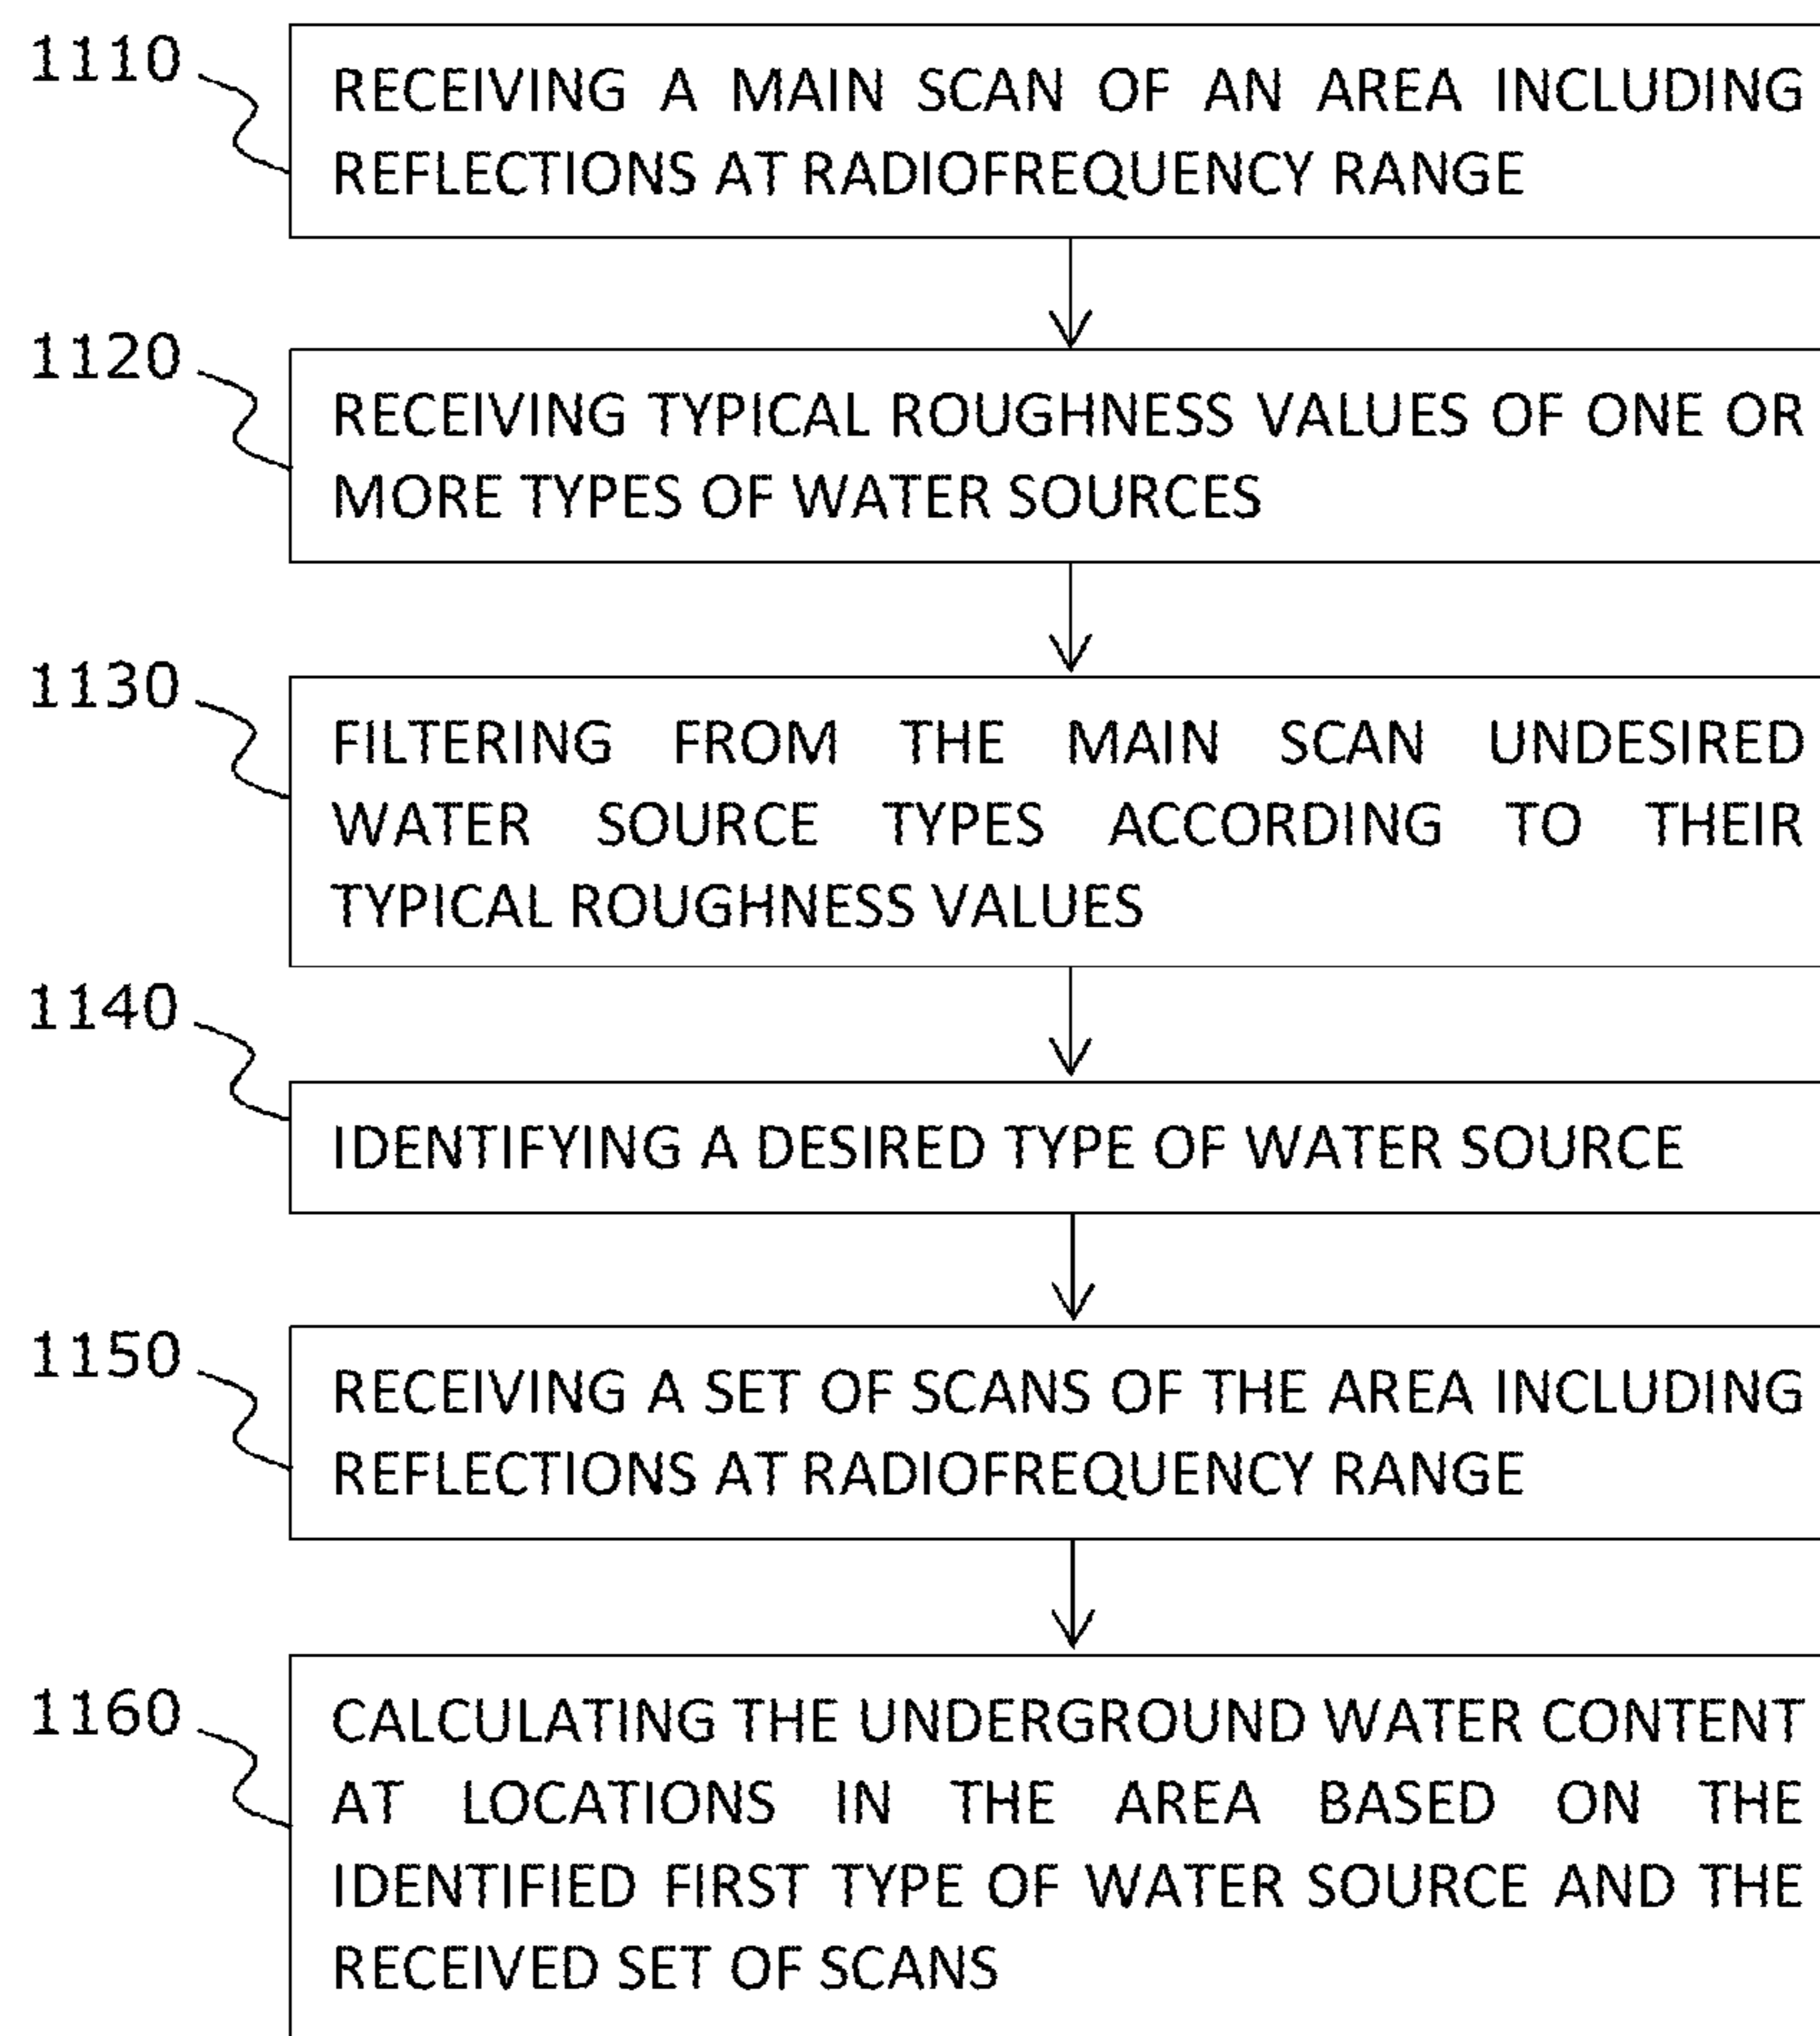 1110
RECEIVING A MAIN SCAN OF AN AREA INCLUDING
REFLECTIONS AT RADIOFREQUENCY RANGE
1120
RECEIVING TYPICAL ROUGHNESS VALUES OF ONE OR
MORE TYPES OF WATER SOURCES
1130
FILTERING FROM THE MAIN SCAN UNDESIRED
WATER SOURCE TYPES ACCORDING TO THEIR
TYPICAL ROUGHNESS VALUES
1140
IDENTIFYING A DESIRED TYPE OF WATER SOURCE
1150
RECEIVING A SET OF SCANS OF THE AREA INCLUDING
REFLECTIONS AT RADIOFREQUENCY RANGE
1160
CALCULATING THE UNDERGROUND WATER CONTENT
AT LOCATIONS IN THE AREA BASED ON THE
IDENTIFIED FIRST TYPE OF WATER SOURCE AND THE
RECEIVED SET OF SCANS